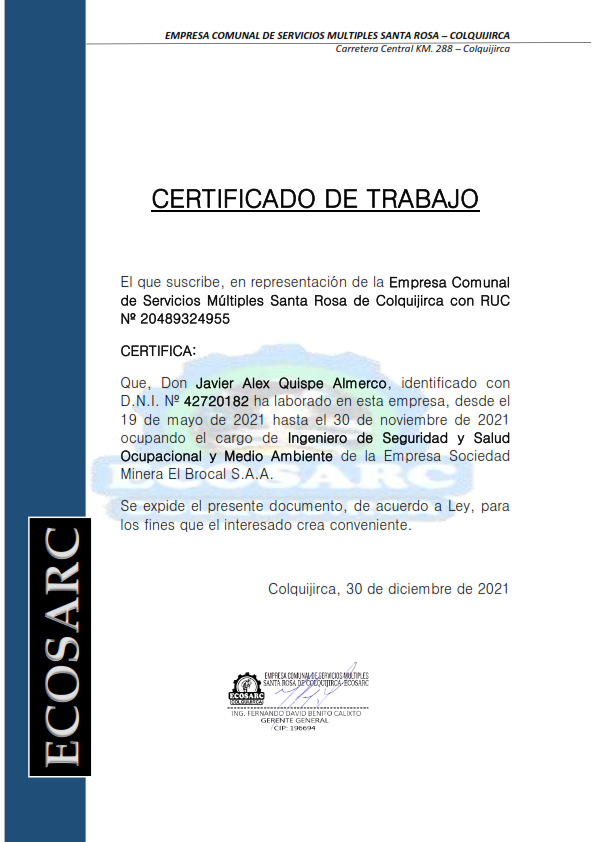 EMPRESA COMUNAL DE SERVICIOS MULTIPLES SANTA ROSA – COLQUIJIRCA
Carretera Central KM. 288 – Colquijirca
CERTIFICADO DE TRABAJO
El que suscribe, en representación de la Empresa Comunal
de Servicios Múltiples Santa Rosa de Colquijirca con RUC
Nº 20489324955
CERTIFICA:
Que, Don Javier Alex Quispe Almerco, identificado con
D.N.I. Nº 42720182 ha laborado en esta empresa, desde el
19 de mayo de 2021 hasta el 30 de noviembre de 2021
ocupando el cargo de Ingeniero de Seguridad y Salud
Ocupacional y Medio Ambiente de la Empresa Sociedad
Minera El Brocal S.A.A.
Se expide el presente documento, de acuerdo a Ley, para
los fines que el interesado crea conveniente.
Colquijirca, 30 de diciembre de 2021
ECOSARC
ECOSARC
EMPRESA COMUNAL DE SERVICIOS MULTIPLES
SANTA ROSA DE COLQUIJIRCA-ECOSARC
ECOSARC
COLQUIJIRCA
ING. FERNANDO DAVID BENITO CALIXTO
GERENTE GENERAL
CIP: 196694